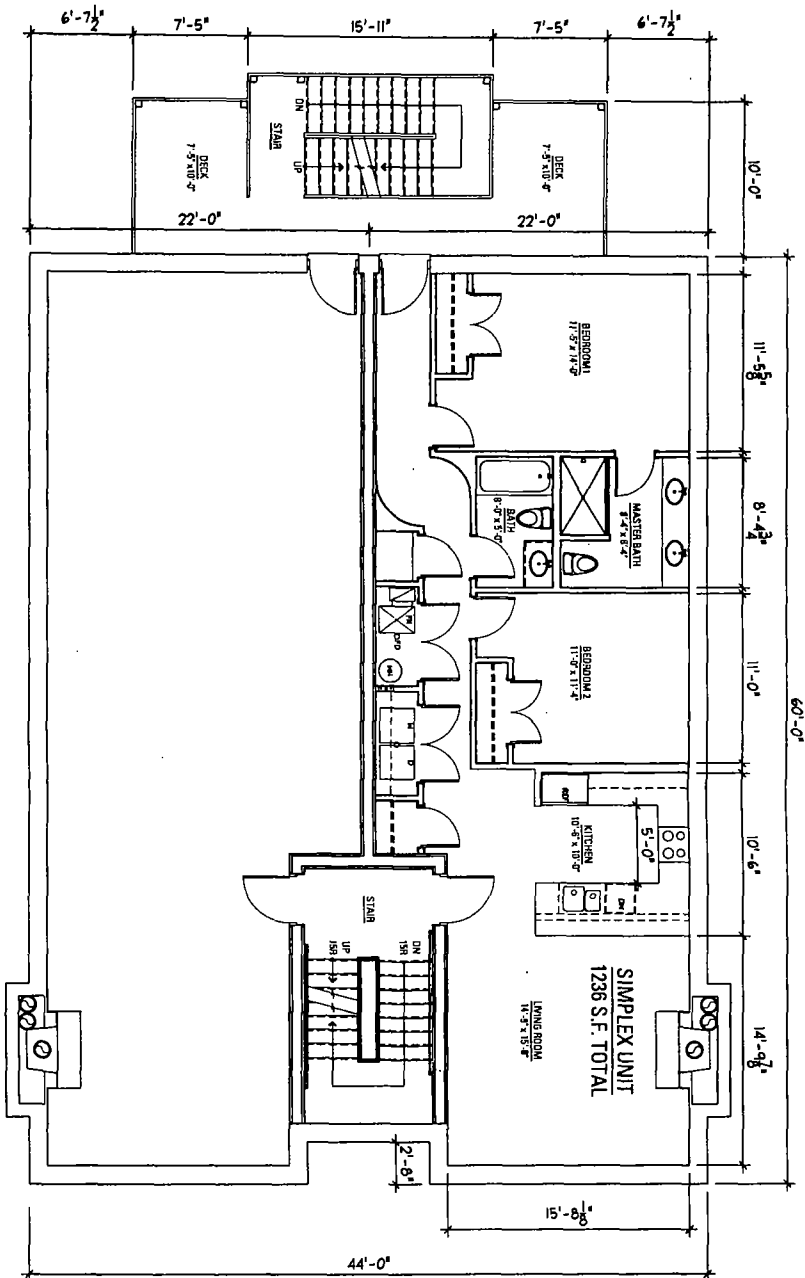 6'-7½"
7'-5"
15'-11"
7'-5"
6'-7½"
10'-0"
DN
STAIR
UP
DECK
7'-5" x 10'-0"
DECK
7'-5" x 10'-0"
22'-0"
22'-0"
BEDROOM 1
11'-5" x 14'-0"
11'-5⅝"
BATH
8'-0" x 5'-0"
MASTER BATH
8'-4" x 8'-4"
8'-4¾"
BEDROOM 2
11'-0" x 11'-4"
11'-0"
60'-0"
W
D
REF
KITCHEN
10'-6" x 10'-0"
5'-0"
DW
10'-6"
STAIR
UP
15R
DN
15R
LIVING ROOM
14'-9" x 15'-8"
SIMPLEX UNIT
1236 S.F. TOTAL
14'-9⅞"
2'-8"
15'-8⅛"
44'-0"